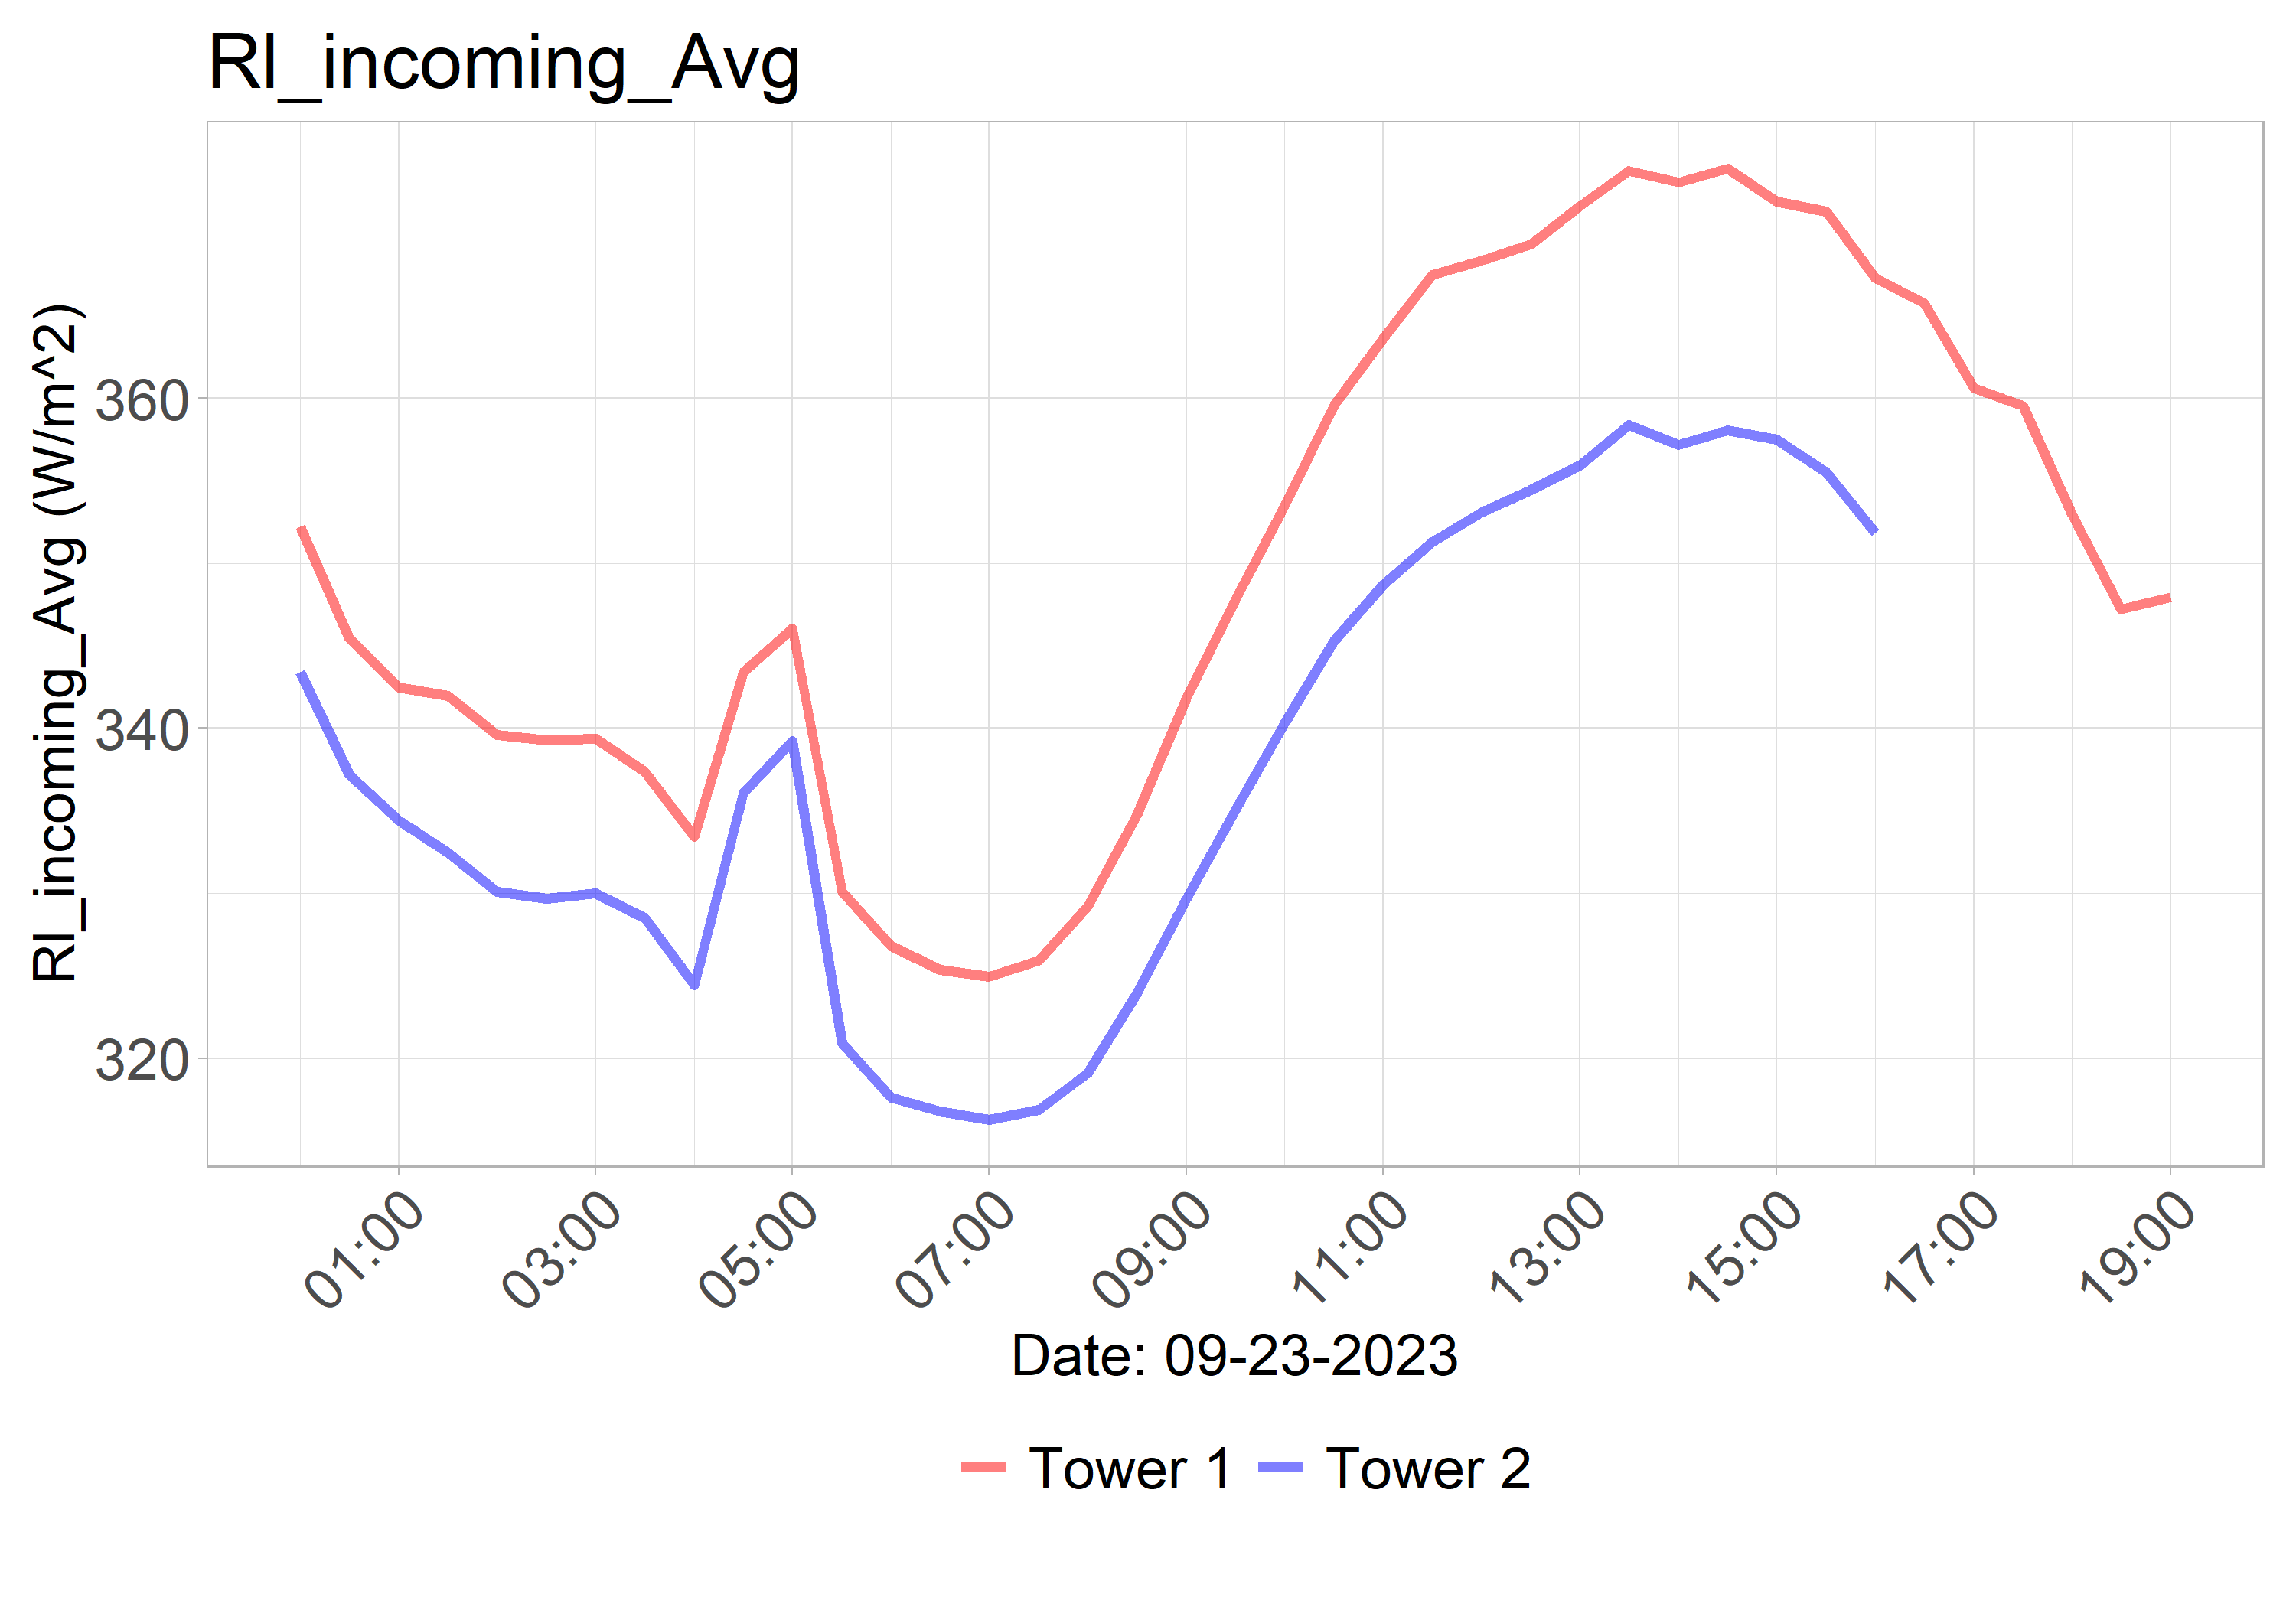 Rl_incoming_Avg
Rl_incoming_Avg (W/m^2)
360
340
320
01:00 03:00 05:00 07:00 09:00 11:00 13:00 15:00 17:00 19:00
Date: 09-23-2023
Tower 1 Tower 2